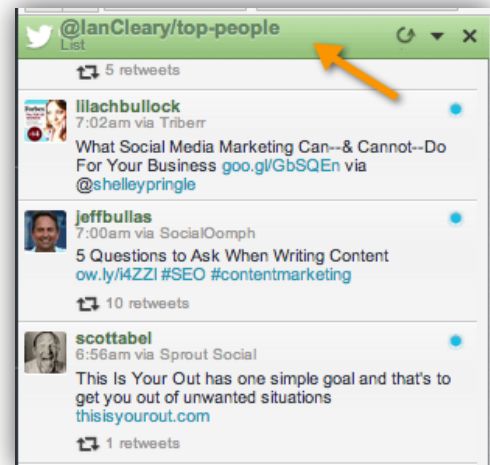 @IanCleary/top-people
List
5 retweets
lilachbullock
7:02am via Triberr
What Social Media Marketing Can--& Cannot--Do
For Your Business goo.gl/GbSQEn via
@shelleypringle
jeffbullas
7:00am via SocialOomph
5 Questions to Ask When Writing Content
ow.ly/i4ZZI #SEO #contentmarketing
10 retweets
scottabel
6:56am via Sprout Social
This Is Your Out has one simple goal and that's to
get you out of unwanted situations
thisisyourout.com
1 retweets